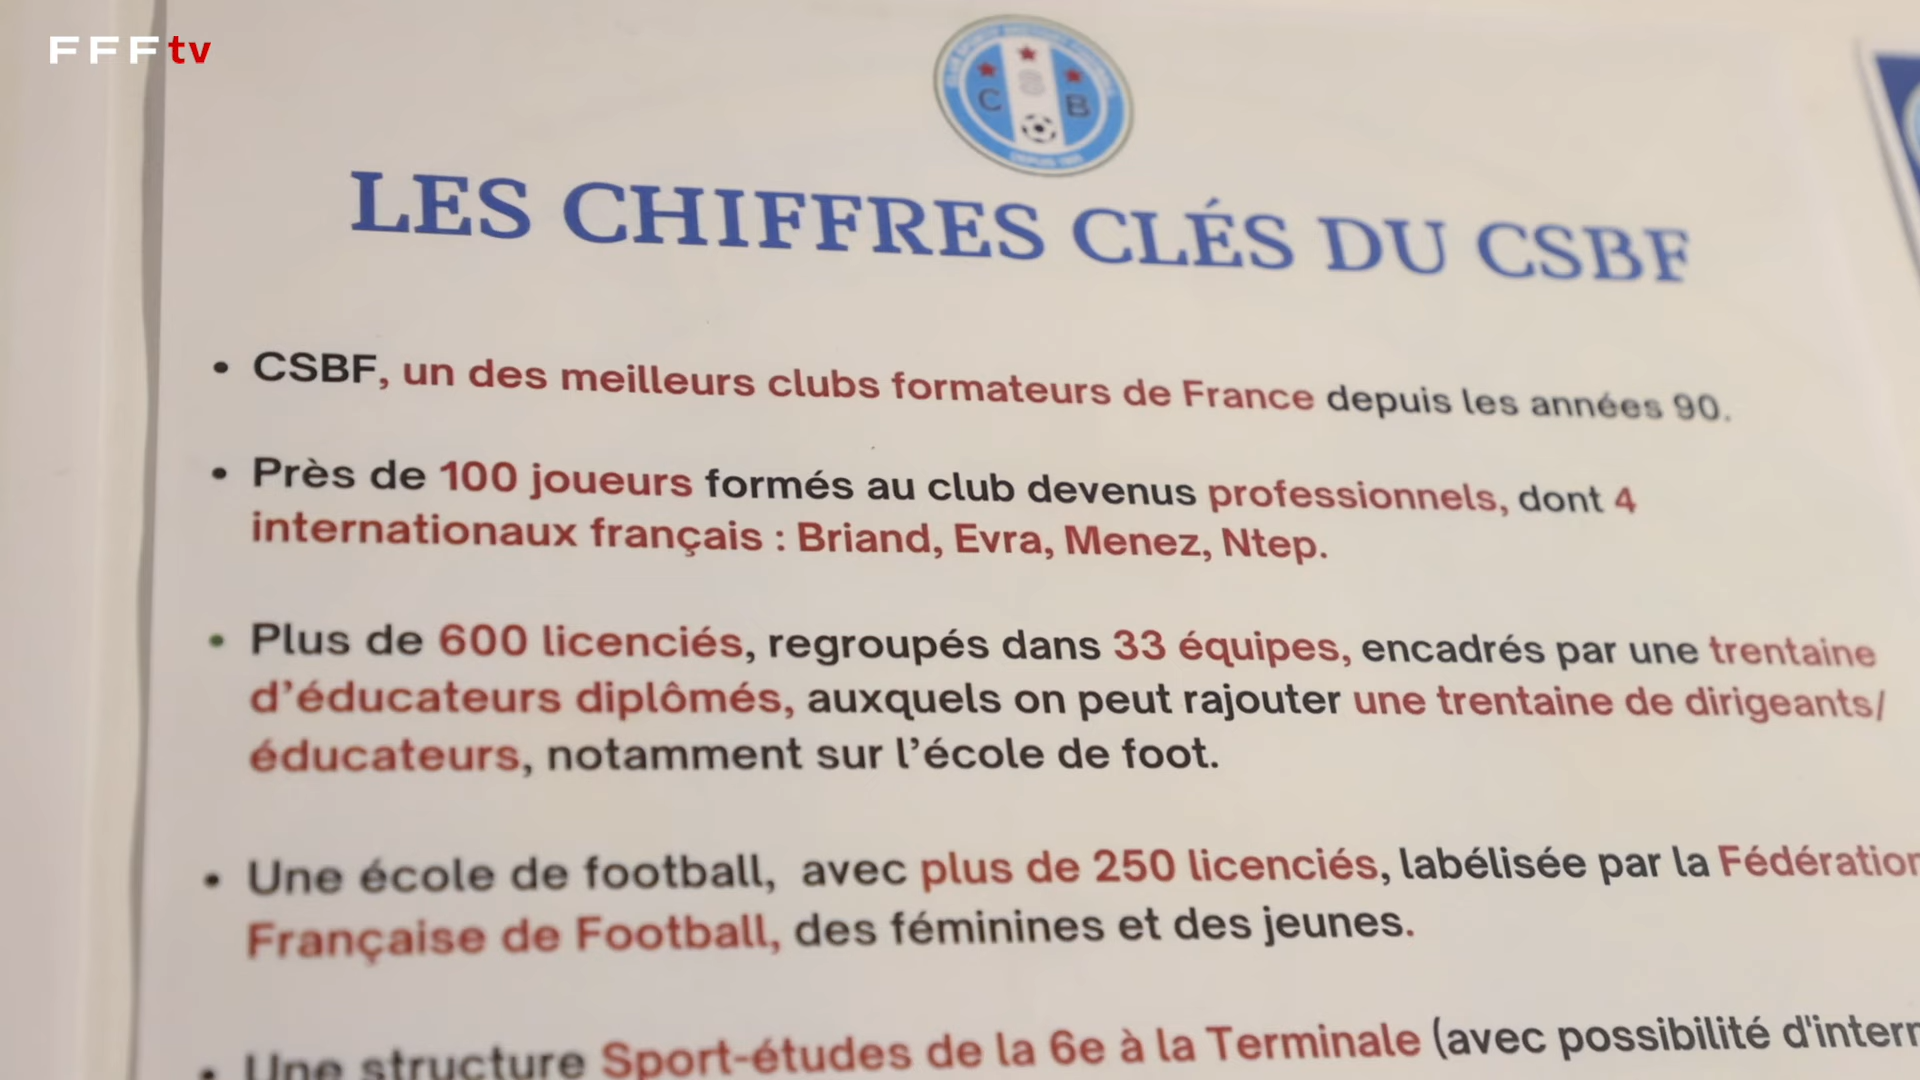 FFFtv
C S B
LES CHIFFRES CLÉS DU CSBF
• CSBF, un des meilleurs clubs formateurs de France depuis les années 90.
• Près de 100 joueurs formés au club devenus professionnels, dont 4
internationaux français : Briand, Evra, Menez, Ntep.
• Plus de 600 licenciés, regroupés dans 33 équipes, encadrés par une trentaine
d’éducateurs diplômés, auxquels on peut rajouter une trentaine de dirigeants/
éducateurs, notamment sur l’école de foot.
• Une école de football, avec plus de 250 licenciés, labélisée par la Fédération
Française de Football, des féminines et des jeunes.
• Une structure Sport-études de la 6e à la Terminale (avec possibilité d'intern